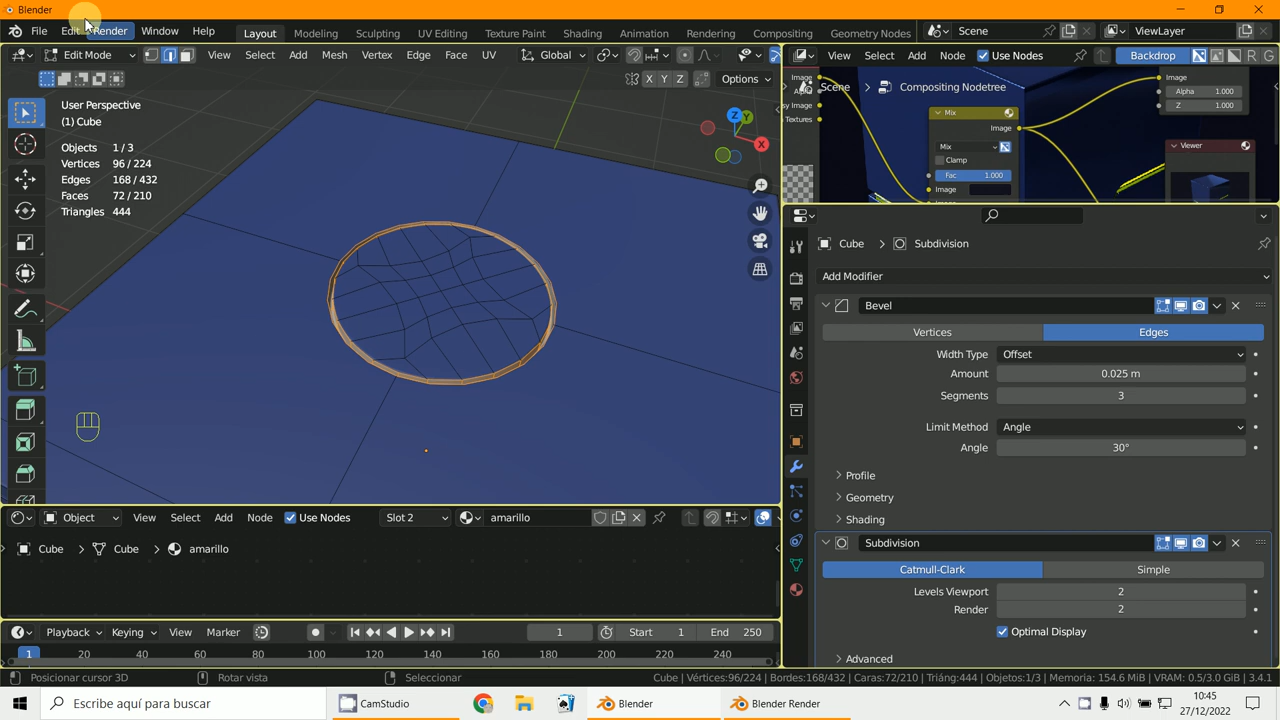 Blender
File Edit Render Window Help Layout Modeling Sculpting UV Editing Texture Paint Shading Animation Rendering Compositing Geometry Nodes Scene ViewLayer
Edit Mode View Select Add Mesh Vertex Edge Face UV Global
X Y Z Options
User Perspective
(1) Cube
Objects 1/3
Vertices 96/224
Edges 168/432
Faces 72/210
Triangles 444
Z Y X
View Select Add Node Use Nodes Backdrop R G
Scene Compositing Nodetree
Image
Textures
Mix
Image
Mix
Clamp
Fac 1.000
Image
Image
Alpha 1.000
Z 1.000
Viewer
Cube Subdivision
Add Modifier
Bevel
Vertices Edges
Width Type Offset
Amount 0.025 m
Segments 3
Limit Method Angle
Angle 30°
Profile
Geometry
Shading
Subdivision
Catmull-Clark Simple
Levels Viewport 2
Render 2
Optimal Display
Advanced
Object View Select Add Node Use Nodes Slot 2 amarillo
Cube Cube amarillo
Playback Keying View Marker 1 Start 1 End 250
1 20 40 60 80 100 120 140 160 180 200 220 240
Posicionar cursor 3D Rotar vista Seleccionar Cube | Vértices:96/224 | Bordes:168/432 | Caras:72/210 | Triáng:444 | Objetos:1/3 | Memoria: 154.6 MiB | VRAM: 0.5/3.0 GiB | 3.4.1
Escribe aquí para buscar CamStudio Blender Blender Render 10:45
27/12/2022